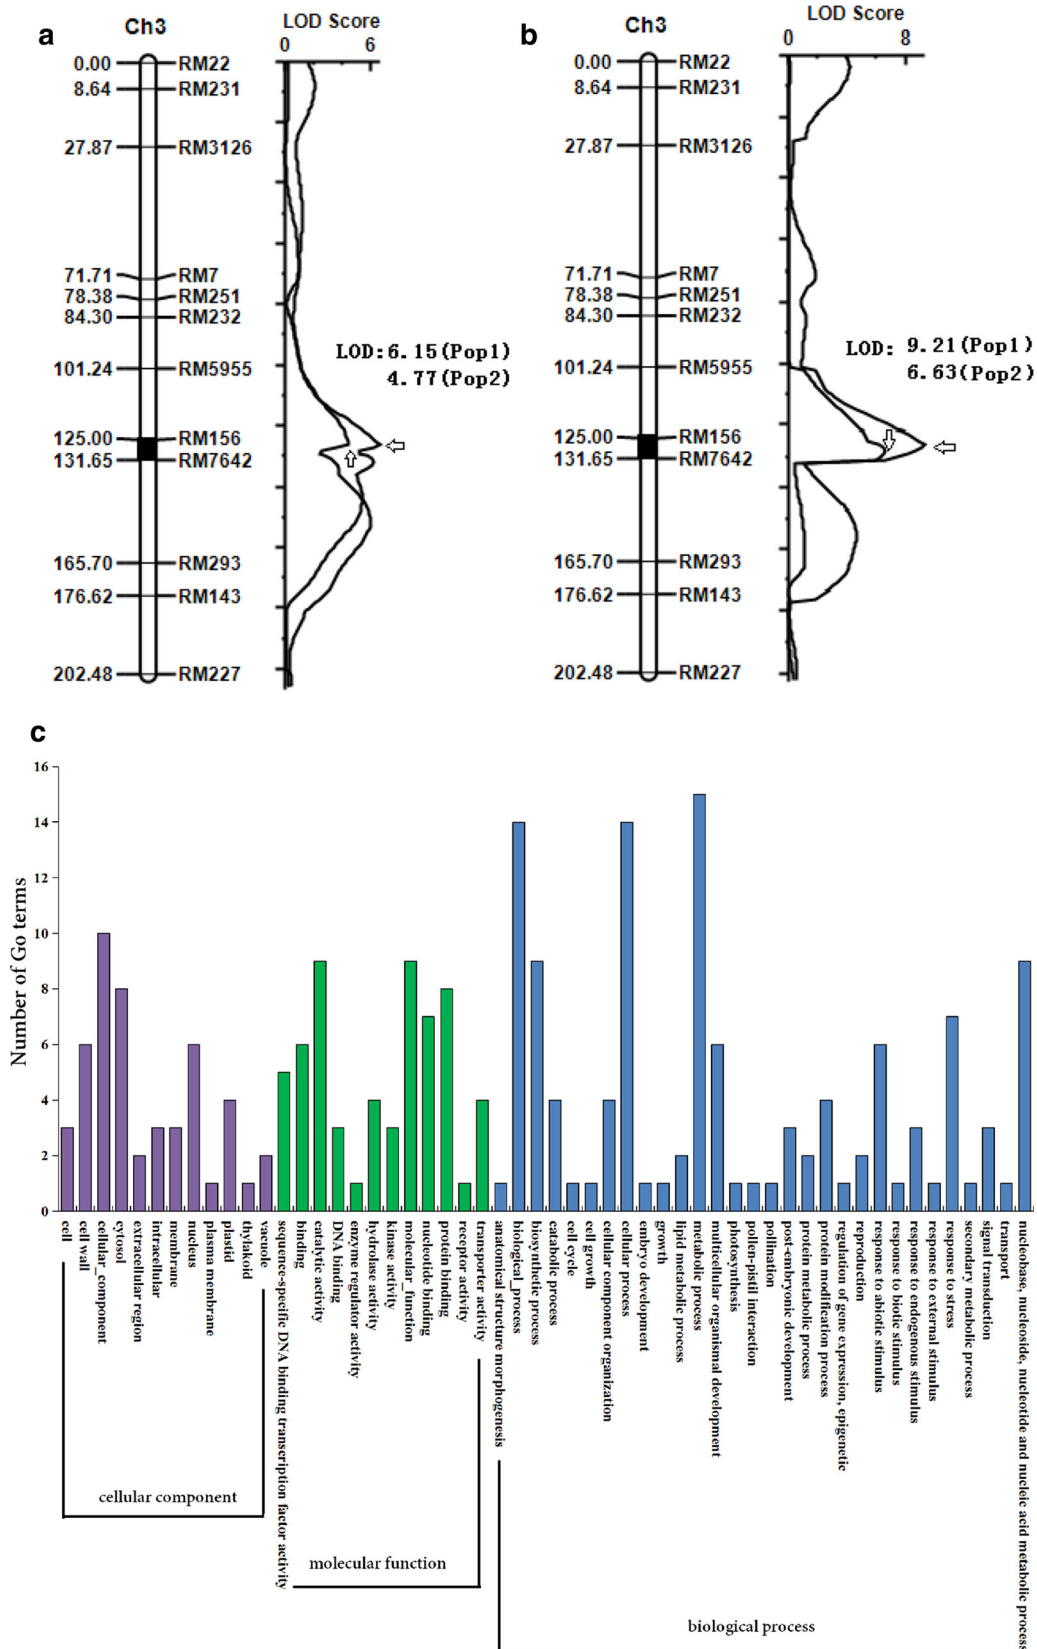 a
Ch3
LOD Score
0 6
0.00 RM22
8.64 RM231
27.87 RM3126
71.71 RM7
78.38 RM251
84.30 RM232
LOD: 6.15(Pop1)
101.24 RM5955
4.77(Pop2)
125.00 RM156
131.65 RM7642
165.70 RM293
176.62 RM143
202.48 RM227
b
Ch3
LOD Score
0 8
0.00 RM22
8.64 RM231
27.87 RM3126
71.71 RM7
78.38 RM251
84.30 RM232
LOD: 9.21(Pop1)
101.24 RM5955
6.63(Pop2)
125.00 RM156
131.65 RM7642
165.70 RM293
176.62 RM143
202.48 RM227
c
Number of Go terms
16
14
12
10
8
6
4
2
0
cell
cell wall
cellular_component
cytosol
extracellular region
intracellular
membrane
nucleus
plasma membrane
plastid
thylakoid
vacuole
sequence-specific DNA binding transcription factor activity
binding
catalytic activity
DNA binding
enzyme regulator activity
hydrolase activity
kinase activity
molecular_function
nucleotide binding
protein binding
receptor activity
transporter activity
anatomical structure morphogenesis
biological_process
biosynthetic process
catabolic process
cell cycle
cell growth
cellular component organization
cellular process
embryo development
growth
lipid metabolic process
metabolic process
multicellular organismal development
photosynthesis
pollen-pistil interaction
pollination
post-embryonic development
protein metabolic process
protein modification process
regulation of gene expression, epigenetic
reproduction
response to abiotic stimulus
response to biotic stimulus
response to endogenous stimulus
response to external stimulus
response to stress
secondary metabolic process
signal transduction
transport
nucleobase, nucleoside, nucleotide and nucleic acid metabolic process
cellular component
molecular function
biological process